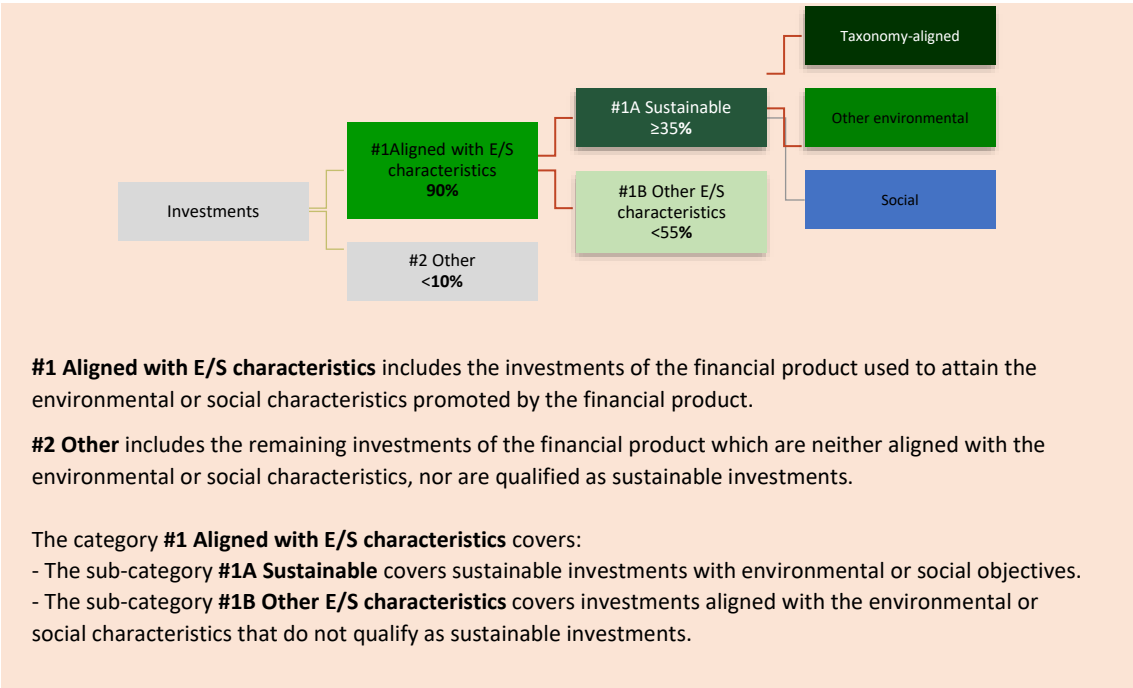 Taxonomy-aligned
#1A Sustainable
≥35%
Other environmental
#1Aligned with E/S
characteristics
90%
#1B Other E/S
characteristics
<55%
Social
Investments
#2 Other
<10%
#1 Aligned with E/S characteristics includes the investments of the financial product used to attain the
environmental or social characteristics promoted by the financial product.
#2 Other includes the remaining investments of the financial product which are neither aligned with the
environmental or social characteristics, nor are qualified as sustainable investments.
The category #1 Aligned with E/S characteristics covers:
- The sub-category #1A Sustainable covers sustainable investments with environmental or social objectives.
- The sub-category #1B Other E/S characteristics covers investments aligned with the environmental or
social characteristics that do not qualify as sustainable investments.